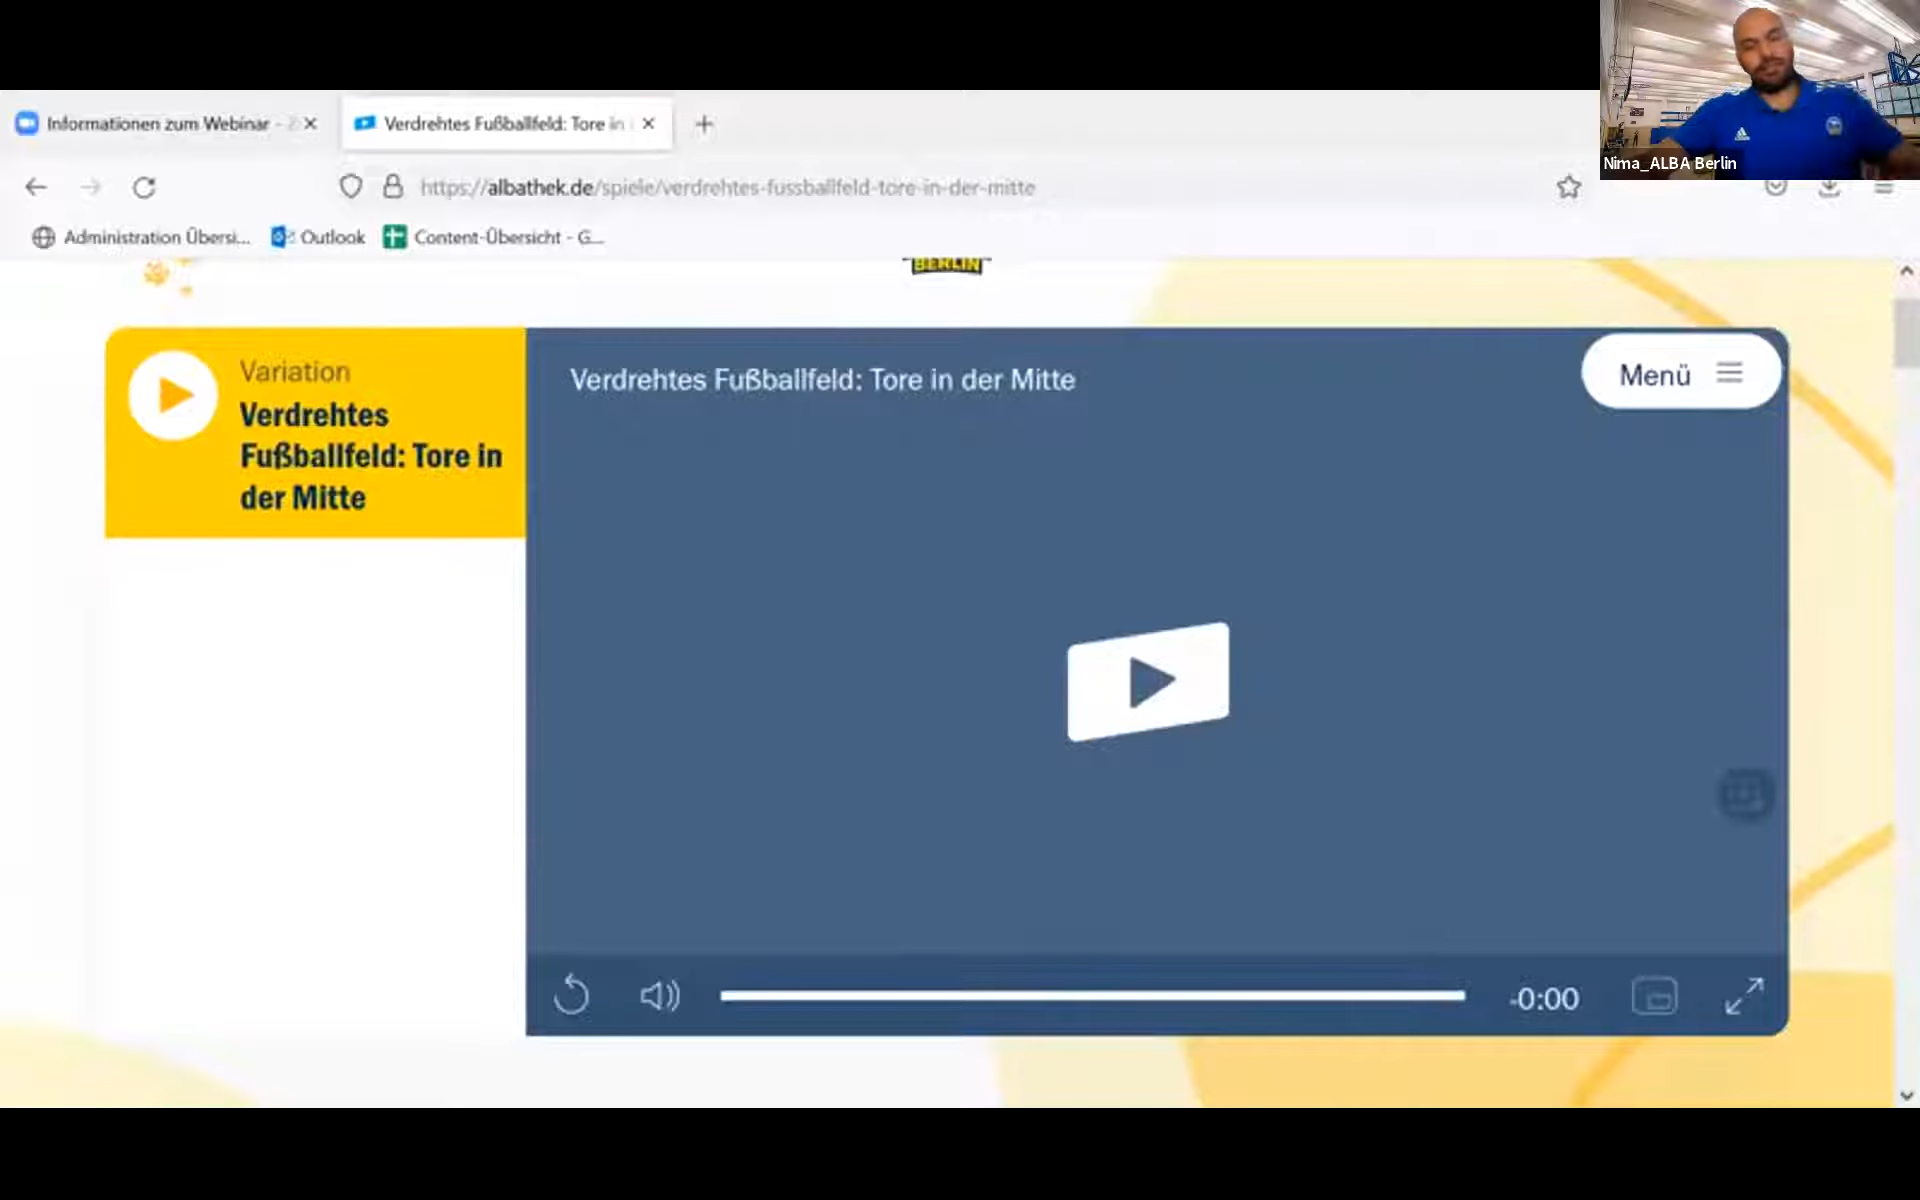 Informationen zum Webinar -
Verdrehtes Fußballfeld: Tore in
https://albathek.de/spiele/verdrehtes-fussballfeld-tore-in-der-mitte
Nima_ALBA Berlin
Administration Übersi...
Outlook
Content-Übersicht - G...
BERLIN
Variation
Verdrehtes
Fußballfeld: Tore in
der Mitte
Verdrehtes Fußballfeld: Tore in der Mitte
Menü
-0:00